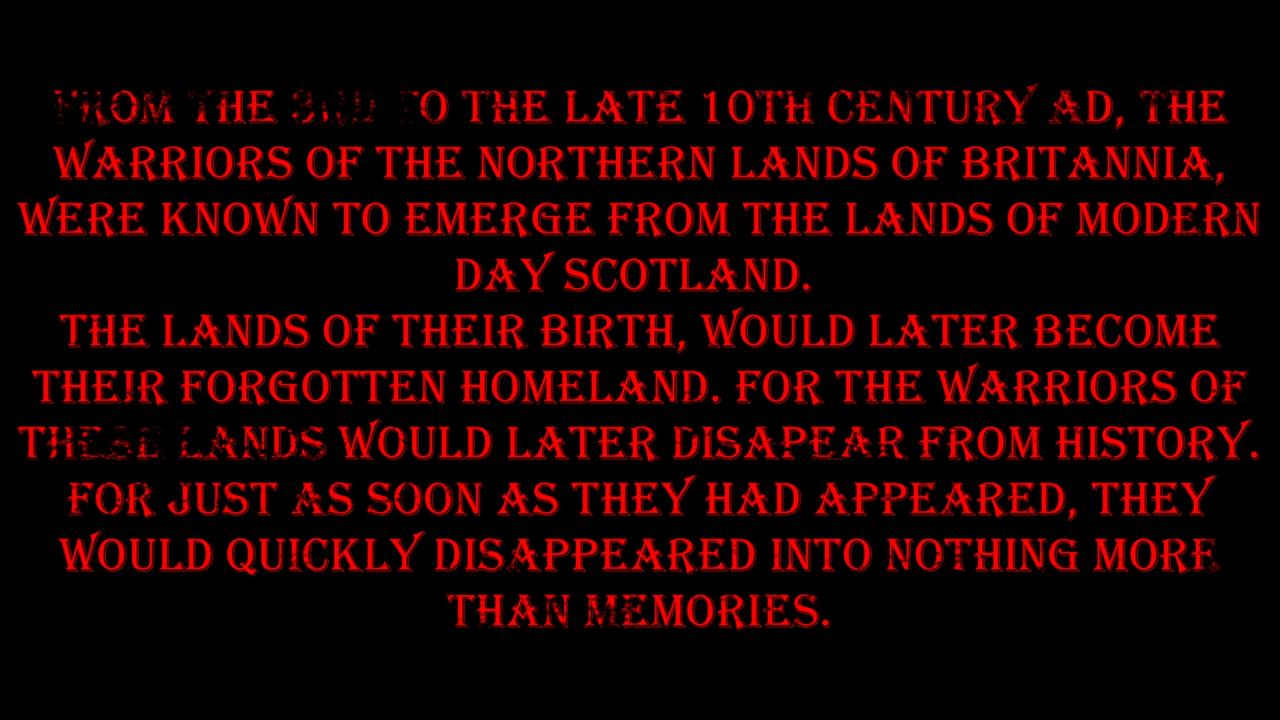 FROM THE 3RD TO THE LATE 10TH CENTURY AD, THE
WARRIORS OF THE NORTHERN LANDS OF BRITANNIA,
WERE KNOWN TO EMERGE FROM THE LANDS OF MODERN
DAY SCOTLAND.
THE LANDS OF THEIR BIRTH, WOULD LATER BECOME
THEIR FORGOTTEN HOMELAND. FOR THE WARRIORS OF
THESE LANDS WOULD LATER DISAPEAR FROM HISTORY.
FOR JUST AS SOON AS THEY HAD APPEARED, THEY
WOULD QUICKLY DISAPPEARED INTO NOTHING MORE
THAN MEMORIES.